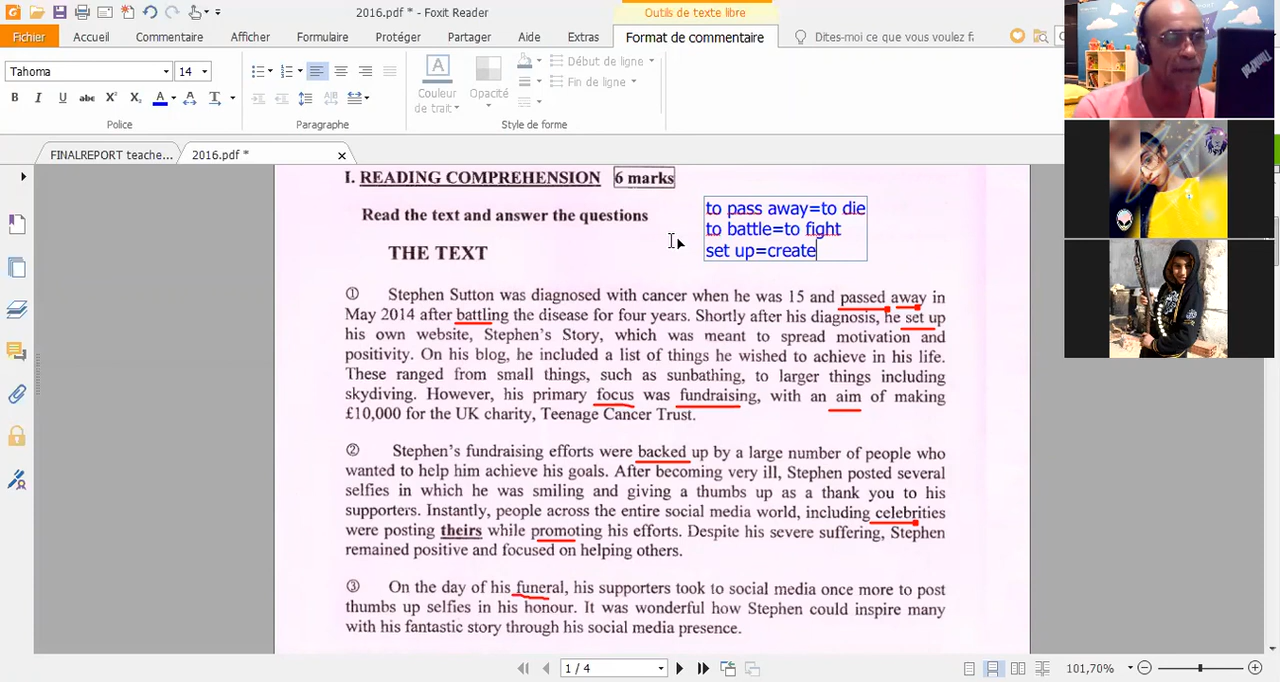 2016.pdf * - Foxit Reader
Outils de texte libre
Fichier
Accueil
Commentaire
Afficher
Formulaire
Protéger
Partager
Aide
Extras
Format de commentaire
Dites-moi ce que vous voulez f
Tahoma
14
Début de ligne
Fin de ligne
B I U abc X² X₂ A
Couleur de trait
Opacité
Police
Paragraphe
Style de forme
FINALREPORT teache...
2016.pdf *
I. READING COMPREHENSION 6 marks
Read the text and answer the questions
to pass away=to die
to battle=to fight
set up=create
THE TEXT
① Stephen Sutton was diagnosed with cancer when he was 15 and passed away in
May 2014 after battling the disease for four years. Shortly after his diagnosis, he set up
his own website, Stephen's Story, which was meant to spread motivation and
positivity. On his blog, he included a list of things he wished to achieve in his life.
These ranged from small things, such as sunbathing, to larger things including
skydiving. However, his primary focus was fundraising, with an aim of making
£10,000 for the UK charity, Teenage Cancer Trust.
② Stephen's fundraising efforts were backed up by a large number of people who
wanted to help him achieve his goals. After becoming very ill, Stephen posted several
selfies in which he was smiling and giving a thumbs up as a thank you to his
supporters. Instantly, people across the entire social media world, including celebrities
were posting theirs while promoting his efforts. Despite his severe suffering, Stephen
remained positive and focused on helping others.
③ On the day of his funeral, his supporters took to social media once more to post
thumbs up selfies in his honour. It was wonderful how Stephen could inspire many
with his fantastic story through his social media presence.
1 / 4
101,70%